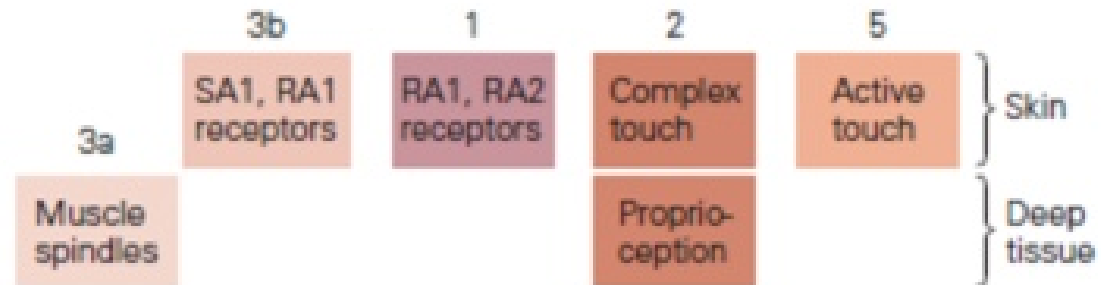 3b
1
2
5
SA1, RA1
receptors
RA1, RA2
receptors
Complex
touch
Active
touch
Skin
3a
Muscle
spindles
Proprio-
ception
Deep
tissue